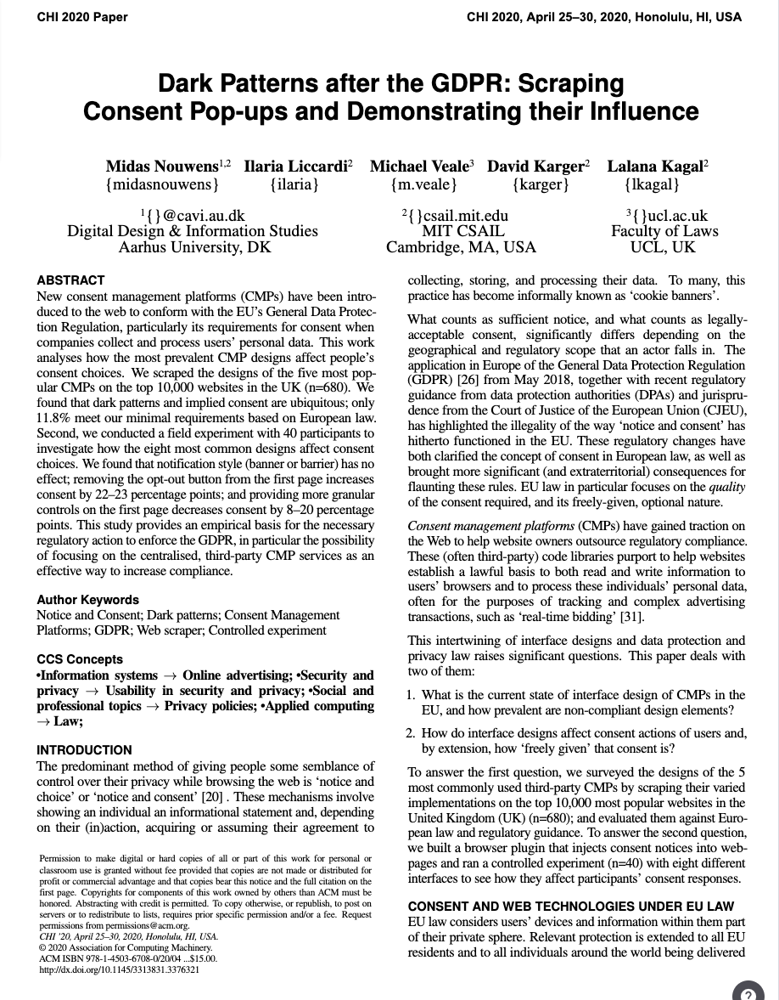 CHI 2020 Paper
CHI 2020, April 25–30, 2020, Honolulu, HI, USA
Dark Patterns after the GDPR: Scraping
Consent Pop-ups and Demonstrating their Influence
Midas Nouwens1,2 Ilaria Liccardi2 Michael Veale3 David Karger2 Lalana Kagal2
{midasnouwens} {ilaria} {m.veale} {karger} {lkagal}
1{}@cavi.au.dk
Digital Design & Information Studies
Aarhus University, DK
2{}csail.mit.edu
MIT CSAIL
Cambridge, MA, USA
3{}ucl.ac.uk
Faculty of Laws
UCL, UK
ABSTRACT
New consent management platforms (CMPs) have been intro-
duced to the web to conform with the EU's General Data Protec-
tion Regulation, particularly its requirements for consent when
companies collect and process users' personal data. This work
analyses how the most prevalent CMP designs affect people's
consent choices. We scraped the designs of the five most pop-
ular CMPs on the top 10,000 websites in the UK (n=680). We
found that dark patterns and implied consent are ubiquitous; only
11.8% meet our minimal requirements based on European law.
Second, we conducted a field experiment with 40 participants to
investigate how the eight most common designs affect consent
choices. We found that notification style (banner or barrier) has no
effect; removing the opt-out button from the first page increases
consent by 22–23 percentage points; and providing more granular
controls on the first page decreases consent by 8–20 percentage
points. This study provides an empirical basis for the necessary
regulatory action to enforce the GDPR, in particular the possibility
of focusing on the centralised, third-party CMP services as an
effective way to increase compliance.
Author Keywords
Notice and Consent; Dark patterns; Consent Management
Platforms; GDPR; Web scraper; Controlled experiment
CCS Concepts
•Information systems → Online advertising; •Security and
privacy → Usability in security and privacy; •Social and
professional topics → Privacy policies; •Applied computing
→ Law;
INTRODUCTION
The predominant method of giving people some semblance of
control over their privacy while browsing the web is 'notice and
choice' or 'notice and consent' [20] . These mechanisms involve
showing an individual an informational statement and, depending
on their (in)action, acquiring or assuming their agreement to
Permission to make digital or hard copies of all or part of this work for personal or
classroom use is granted without fee provided that copies are not made or distributed for
profit or commercial advantage and that copies bear this notice and the full citation on the
first page. Copyrights for components of this work owned by others than ACM must be
honored. Abstracting with credit is permitted. To copy otherwise, or republish, to post on
servers or to redistribute to lists, requires prior specific permission and/or a fee. Request
permissions from permissions@acm.org.
CHI '20, April 25–30, 2020, Honolulu, HI, USA.
© 2020 Association for Computing Machinery.
ACM ISBN 978-1-4503-6708-0/20/04 ...$15.00.
http://dx.doi.org/10.1145/3313831.3376321
collecting, storing, and processing their data. To many, this
practice has become informally known as 'cookie banners'.
What counts as sufficient notice, and what counts as legally-
acceptable consent, significantly differs depending on the
geographical and regulatory scope that an actor falls in. The
application in Europe of the General Data Protection Regulation
(GDPR) [26] from May 2018, together with recent regulatory
guidance from data protection authorities (DPAs) and jurispru-
dence from the Court of Justice of the European Union (CJEU),
has highlighted the illegality of the way 'notice and consent' has
hitherto functioned in the EU. These regulatory changes have
both clarified the concept of consent in European law, as well as
brought more significant (and extraterritorial) consequences for
flaunting these rules. EU law in particular focuses on the quality
of the consent required, and its freely-given, optional nature.
Consent management platforms (CMPs) have gained traction on
the Web to help website owners outsource regulatory compliance.
These (often third-party) code libraries purport to help websites
establish a lawful basis to both read and write information to
users' browsers and to process these individuals' personal data,
often for the purposes of tracking and complex advertising
transactions, such as 'real-time bidding' [31].
This intertwining of interface designs and data protection and
privacy law raises significant questions. This paper deals with
two of them:
1. What is the current state of interface design of CMPs in the
EU, and how prevalent are non-compliant design elements?
2. How do interface designs affect consent actions of users and,
by extension, how 'freely given' that consent is?
To answer the first question, we surveyed the designs of the 5
most commonly used third-party CMPs by scraping their varied
implementations on the top 10,000 most popular websites in the
United Kingdom (UK) (n=680); and evaluated them against Euro-
pean law and regulatory guidance. To answer the second question,
we built a browser plugin that injects consent notices into web-
pages and ran a controlled experiment (n=40) with eight different
interfaces to see how they affect participants' consent responses.
CONSENT AND WEB TECHNOLOGIES UNDER EU LAW
EU law considers users' devices and information within them part
of their private sphere. Relevant protection is extended to all EU
residents and to all individuals around the world being delivered
?